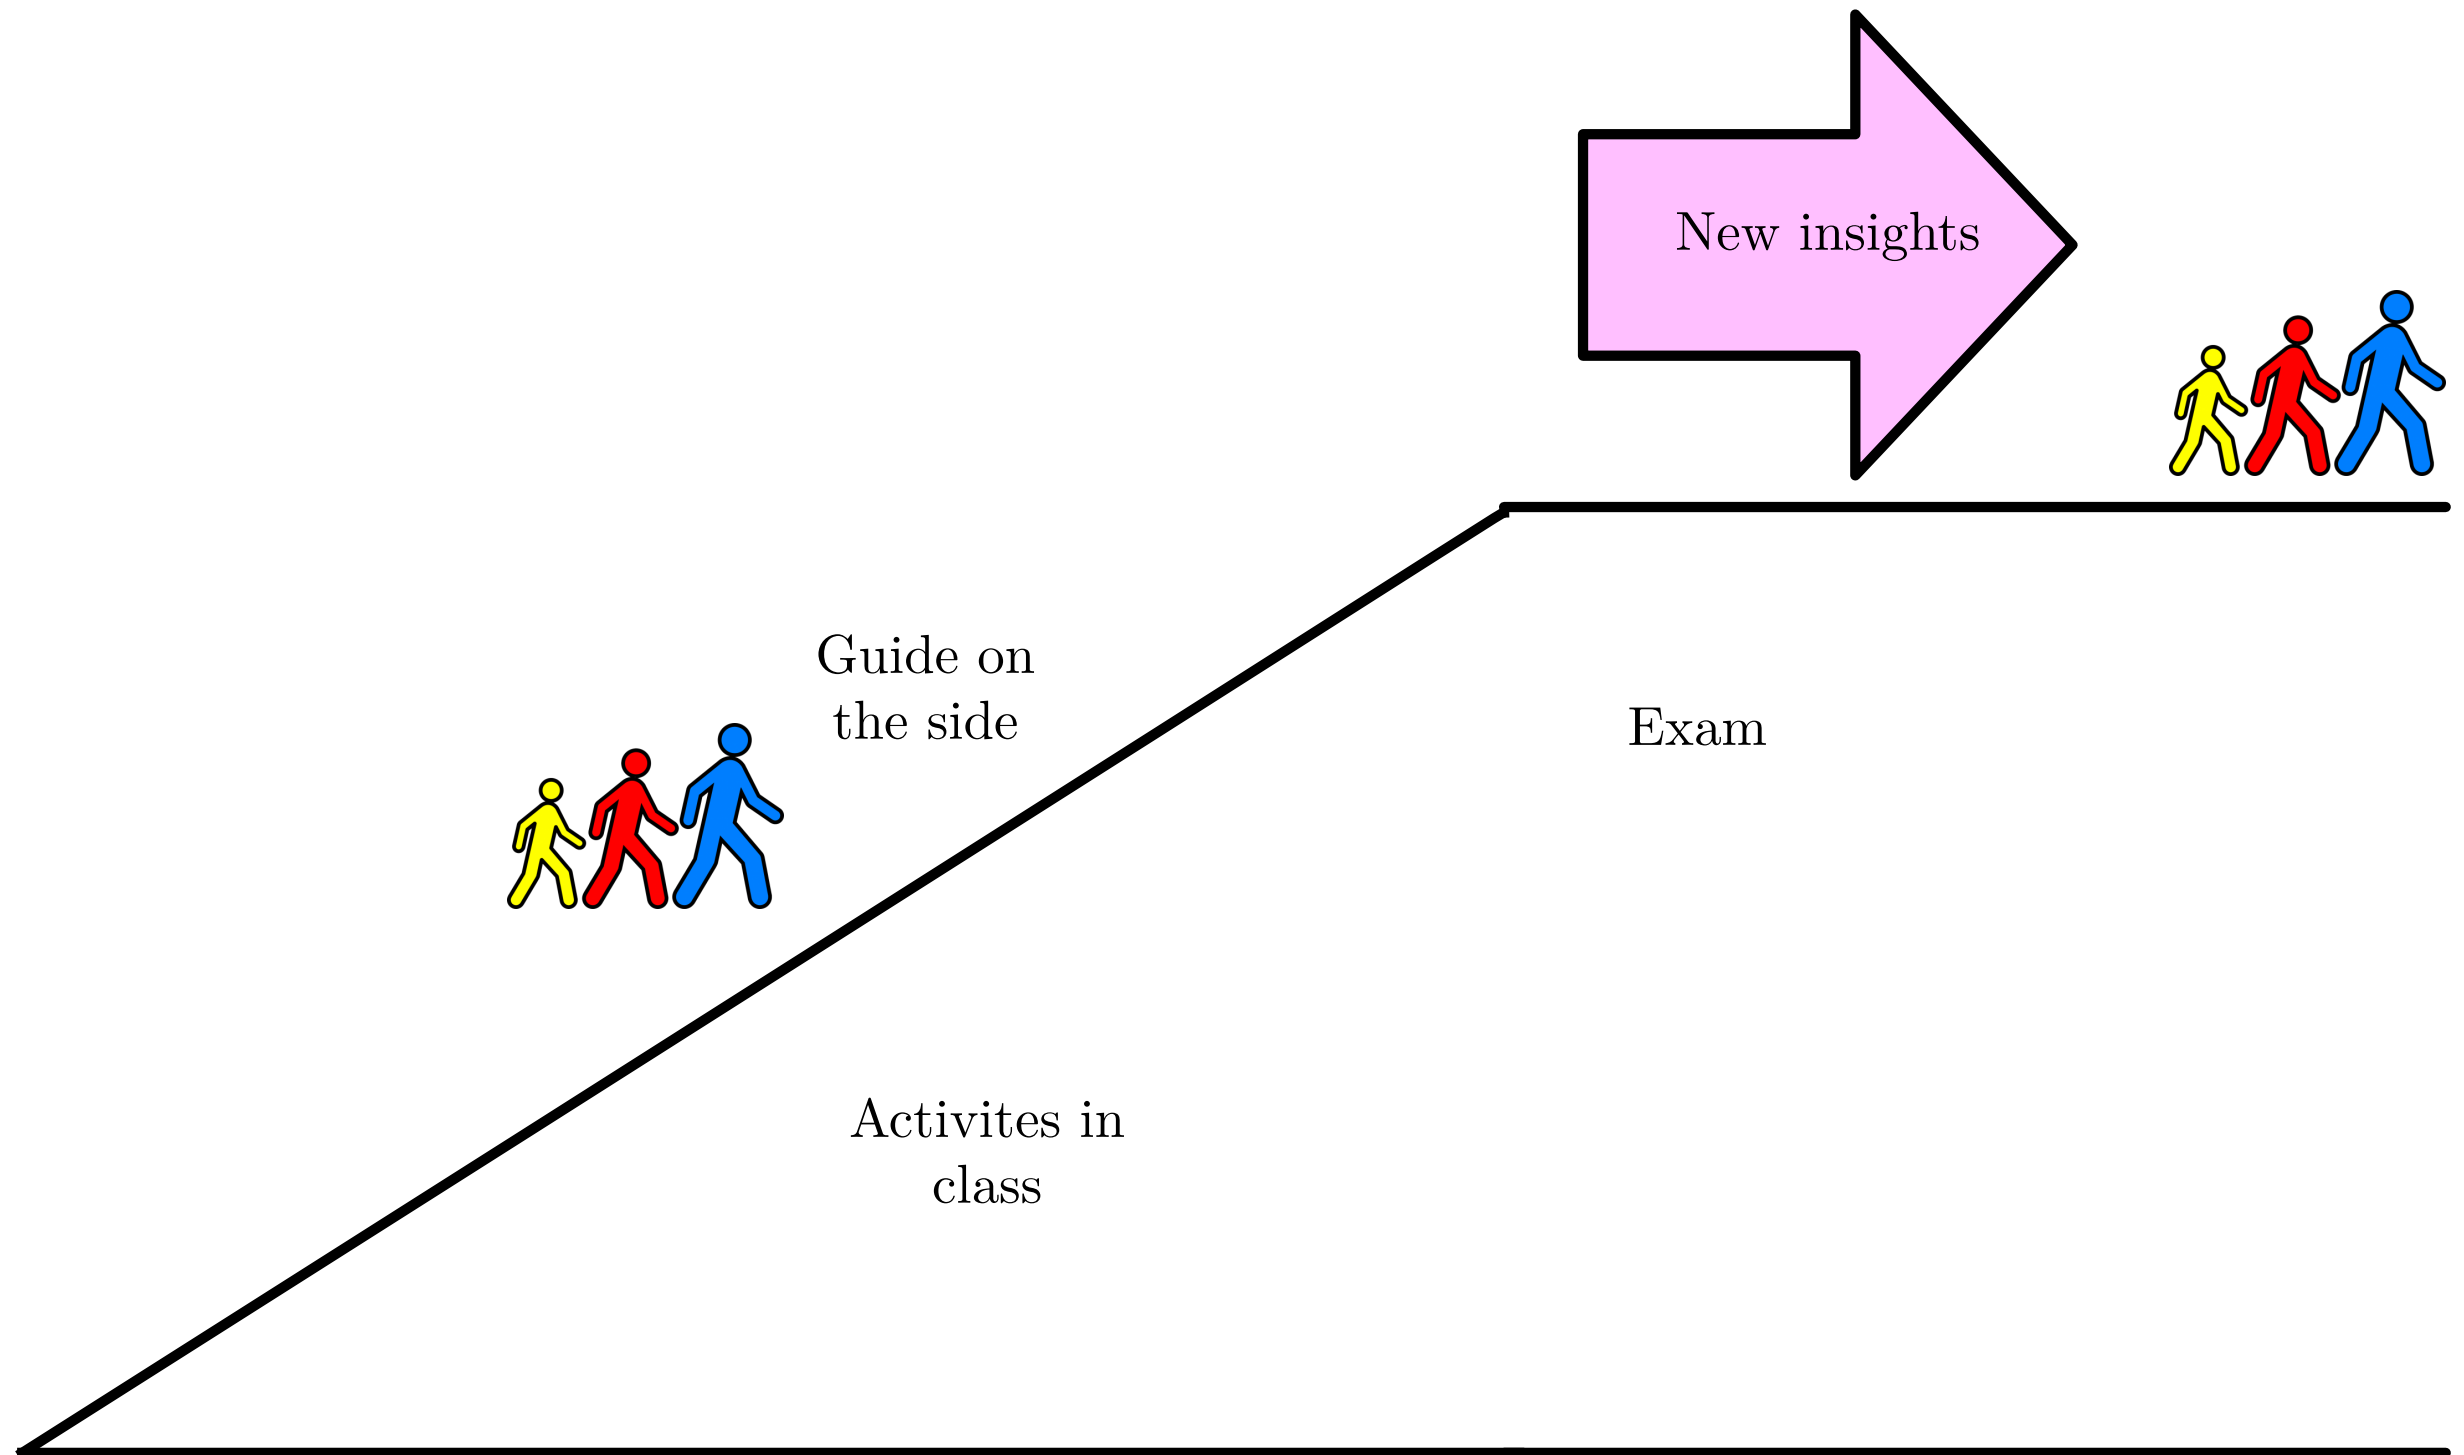 New insights
Guide on
the side
Exam
Activites in
class